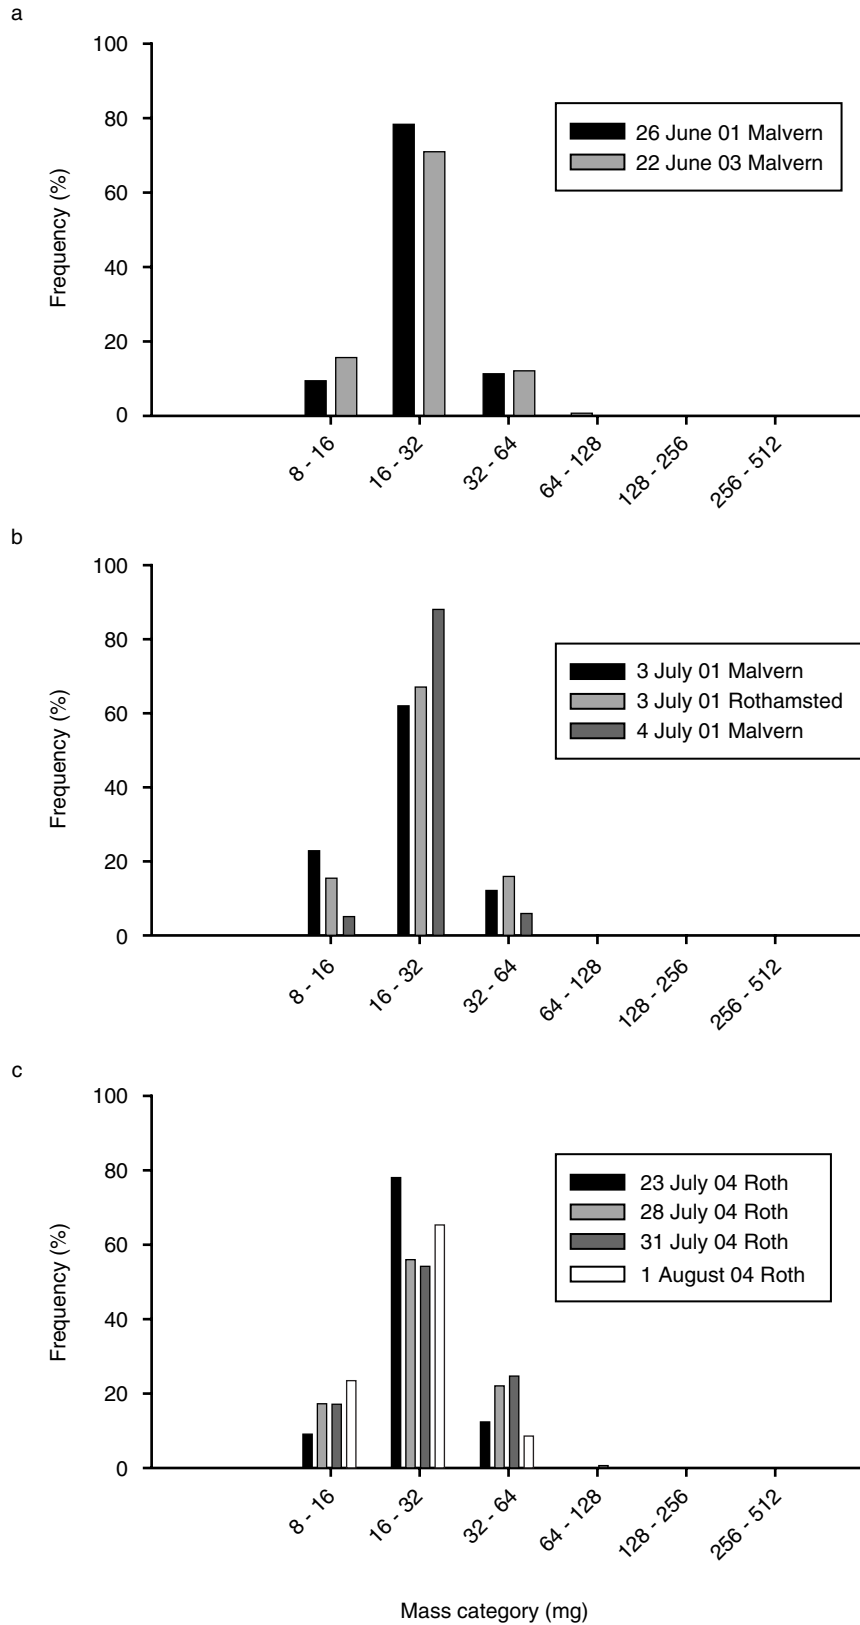 a
100
80
60
40
20
0
Frequency (%)
26 June 01 Malvern
22 June 03 Malvern
8 - 16
16 - 32
32 - 64
64 - 128
128 - 256
256 - 512
b
100
80
60
40
20
0
Frequency (%)
3 July 01 Malvern
3 July 01 Rothamsted
4 July 01 Malvern
8 - 16
16 - 32
32 - 64
64 - 128
128 - 256
256 - 512
c
100
80
60
40
20
0
Frequency (%)
23 July 04 Roth
28 July 04 Roth
31 July 04 Roth
1 August 04 Roth
8 - 16
16 - 32
32 - 64
64 - 128
128 - 256
256 - 512
Mass category (mg)